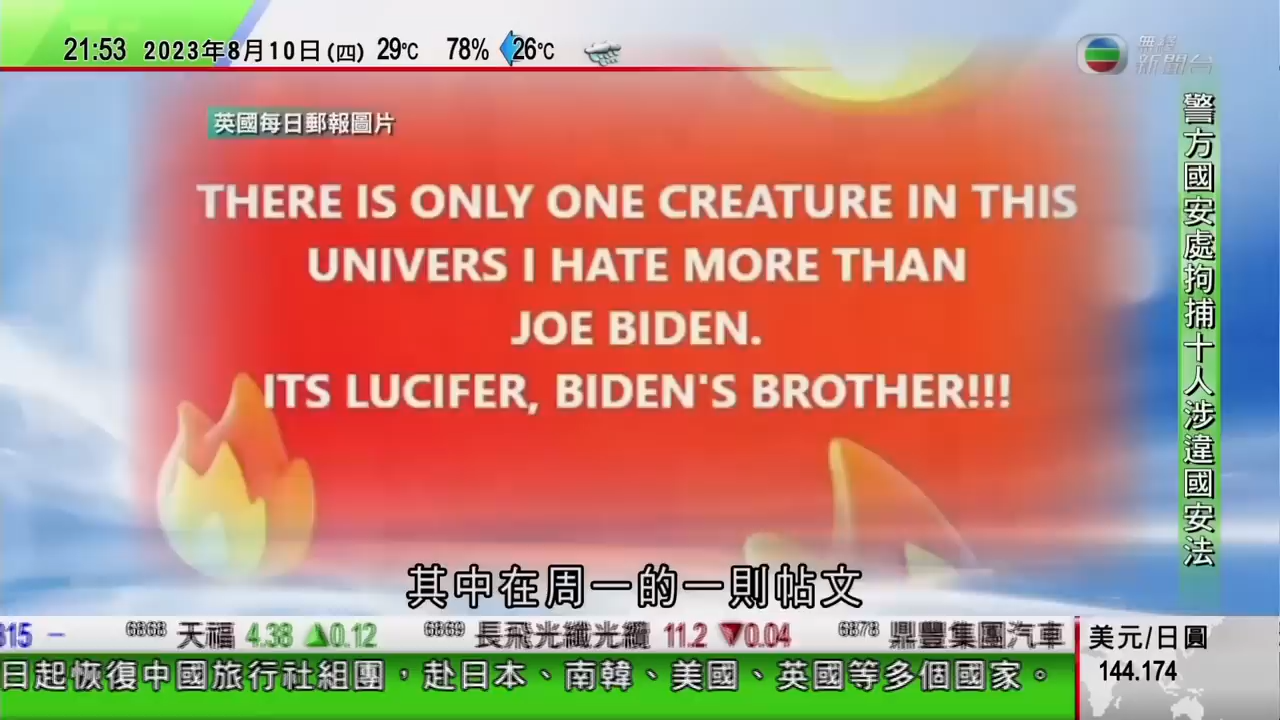 21:53 2023年8月10日(四) 29℃ 78% 26℃
無綫新聞台
英國每日郵報圖片
THERE IS ONLY ONE CREATURE IN THIS
UNIVERS I HATE MORE THAN
JOE BIDEN.
ITS LUCIFER, BIDEN'S BROTHER!!!
警方國安處拘捕十人涉違國安法
其中在周一的一則帖文
315 – 6868 天福 4.38 ▲0.12 6869 長飛光纖光纜 11.2 ▼0.04 6878 鼎豐集團汽車
美元/日圓
144.174
日起恢復中國旅行社組團，赴日本、南韓、美國、英國等多個國家。